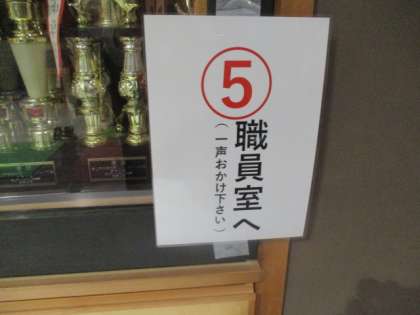 ⑤
職員室へ
（一声おかけ下さい）